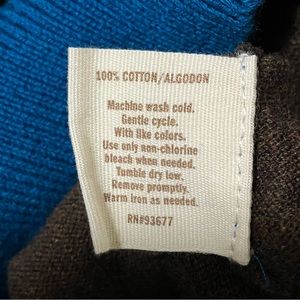 100% COTTON/ALGODON
Machine wash cold.
Gentle cycle.
With like colors.
Use only non-chlorine
bleach when needed.
Tumble dry low.
Remove promptly.
Warm iron as needed.
RN#93677